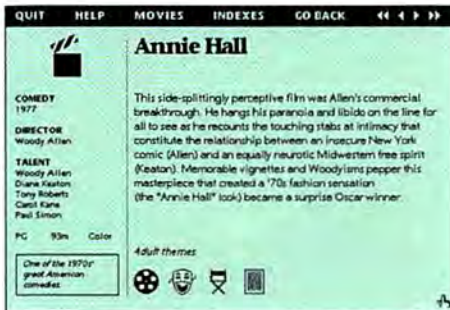 QUIT HELP MOVIES INDEXES GO BACK
Annie Hall
COMEDY
1977
DIRECTOR
Woody Allen
TALENT
Woody Allen
Diane Keaton
Tony Roberts
Carol Kane
Paul Simon
PG 93m Color
One of the 1970s'
great American
comedies.
This side-splittingly perceptive film was Allen's commercial
breakthrough. He hangs his paranoia and libido on the line for
all to see as he recounts the touching stabs at intimacy that
constitute the relationship between an insecure New York
comic (Allen) and an equally neurotic Midwestern free spirit
(Keaton). Memorable vignettes and Woodyisms pepper this
masterpiece that created a '70s fashion sensation
(the "Annie Hall" look) became a surprise Oscar winner.
Adult themes